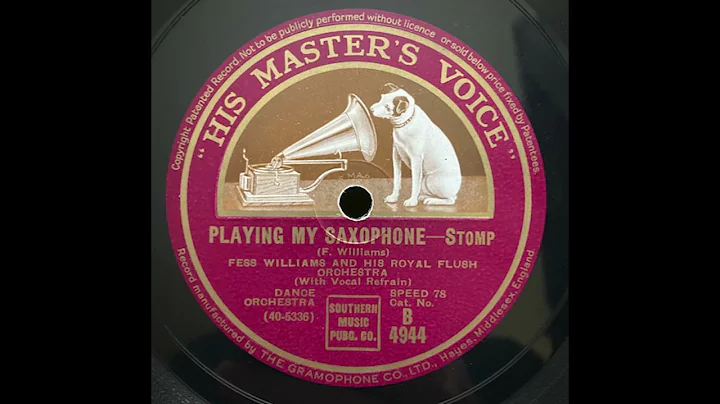 Copyright Patented Record. Not to be publicly performed without licence or sold below price fixed by Patentees.
"HIS MASTER'S VOICE"
PLAYING MY SAXOPHONE—STOMP
(F. Williams)
FESS WILLIAMS AND HIS ROYAL FLUSH
ORCHESTRA
(With Vocal Refrain)
DANCE SPEED 78
ORCHESTRA Cat. No.
(40-5336) B
4944
SOUTHERN
MUSIC
PUBG. CO.
Record manufactured by THE GRAMOPHONE CO., LTD., Hayes, Middlesex, England.